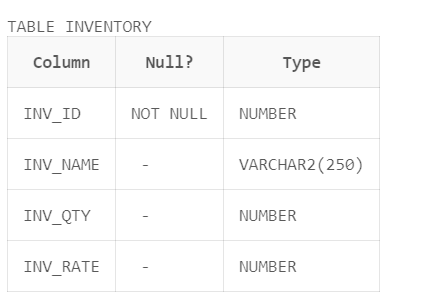 TABLE INVENTORY
Column Null? Type
INV_ID NOT NULL NUMBER
INV_NAME - VARCHAR2(250)
INV_QTY - NUMBER
INV_RATE - NUMBER